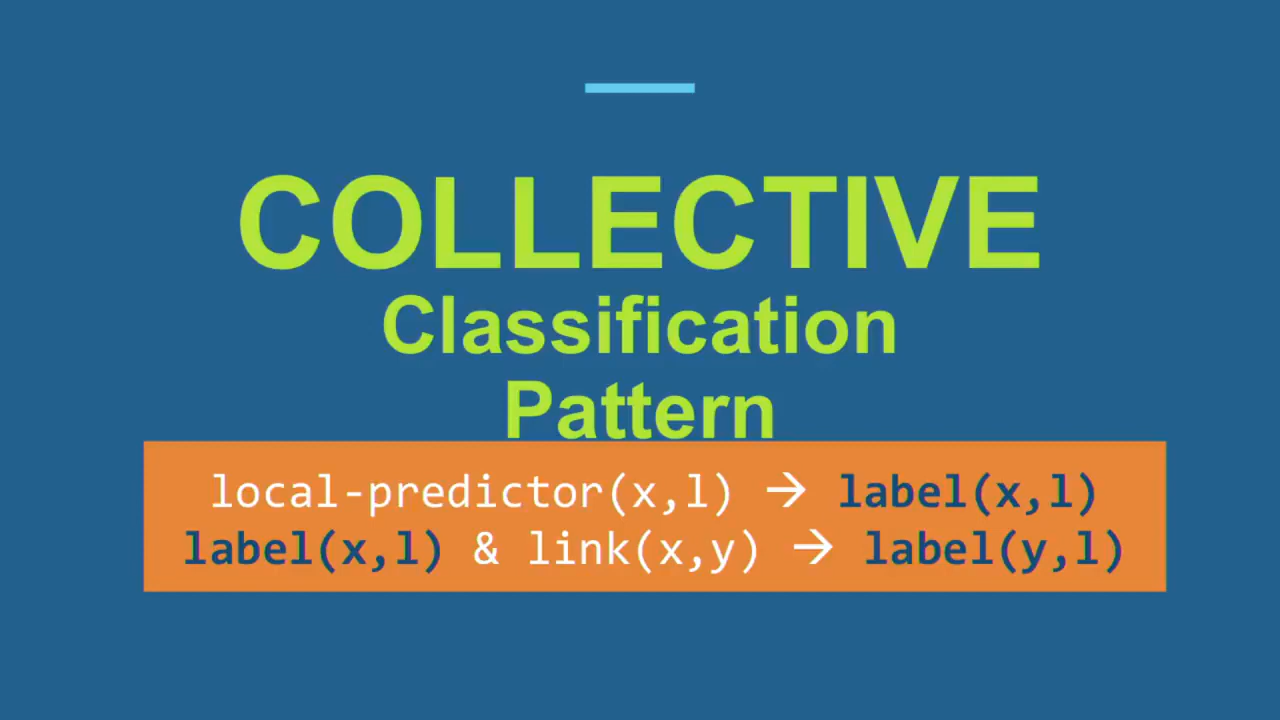 COLLECTIVE
Classification
Pattern
local-predictor(x,l) → label(x,l)
label(x,l) & link(x,y) → label(y,l)